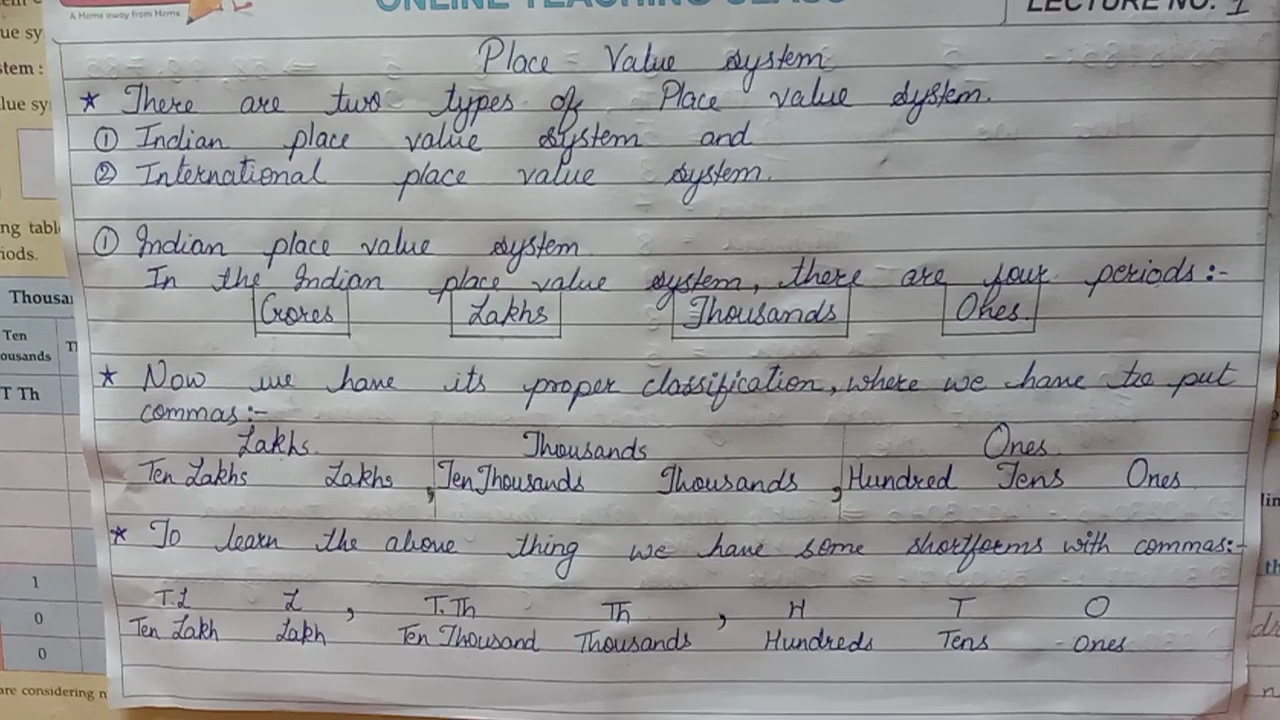 A Home away from Home
ONLINE TEACHING CLASS
LECTURE NO. 1
Place Value system
★ There are two types of Place value system.
① Indian place value system and
② International place value system.
① Indian place value system
In the Indian place value system, there are four periods:-
Crores Lakhs Thousands Ones.
★ Now we have its proper classification, where we have to put
commas:-
Lakhs. Thousands Ones
Ten Lakhs Lakhs , Ten Thousands Thousands , Hundred Tens Ones
★ To learn the above thing we have some shortforms with commas:-
T.L L , T.Th Th , H T O
Ten Lakh Lakh Ten Thousand Thousands Hundreds Tens Ones
ue sy
stem :
lue sy
ng tabl
iods.
Thousa
Ten
ousands
T Th
1
0
0
are considering n